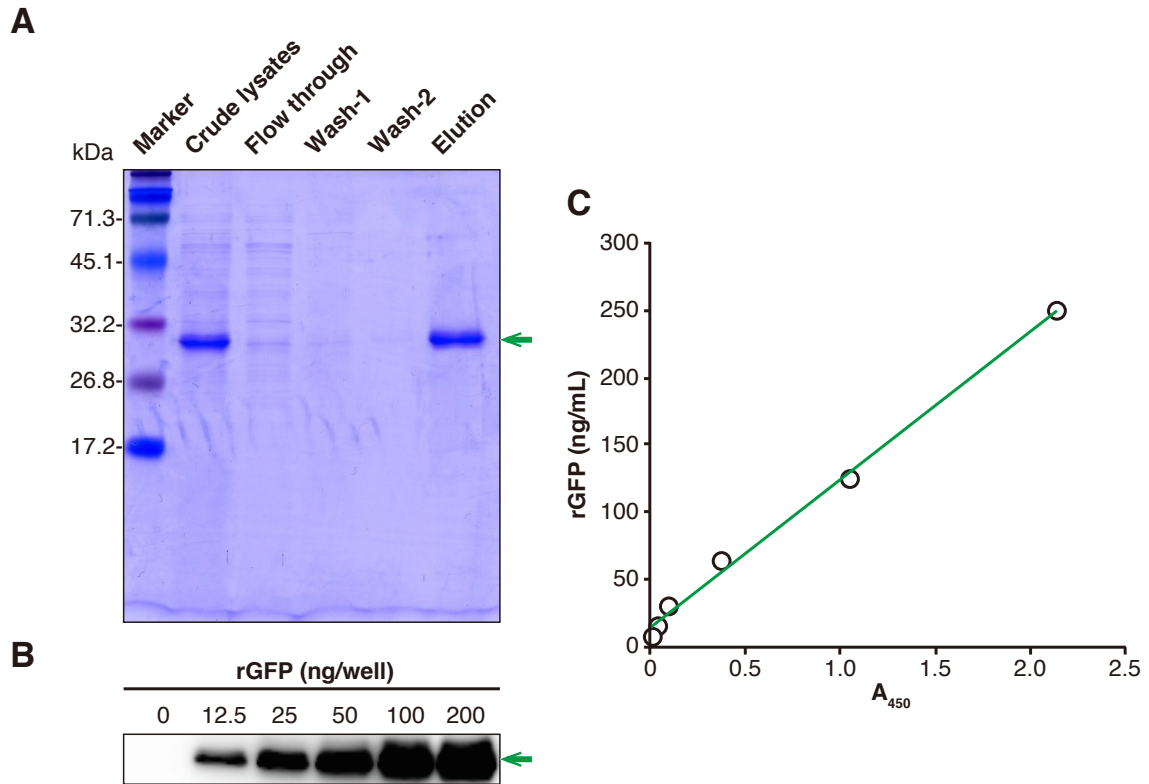 A
Marker
Crude lysates
Flow through
Wash-1
Wash-2
Elution
kDa
71.3-
45.1-
32.2-
26.8-
17.2-
B
rGFP (ng/well)
0 12.5 25 50 100 200
C
300
250
200
150
100
50
0
rGFP (ng/mL)
0 0.5 1.0 1.5 2.0 2.5
A450